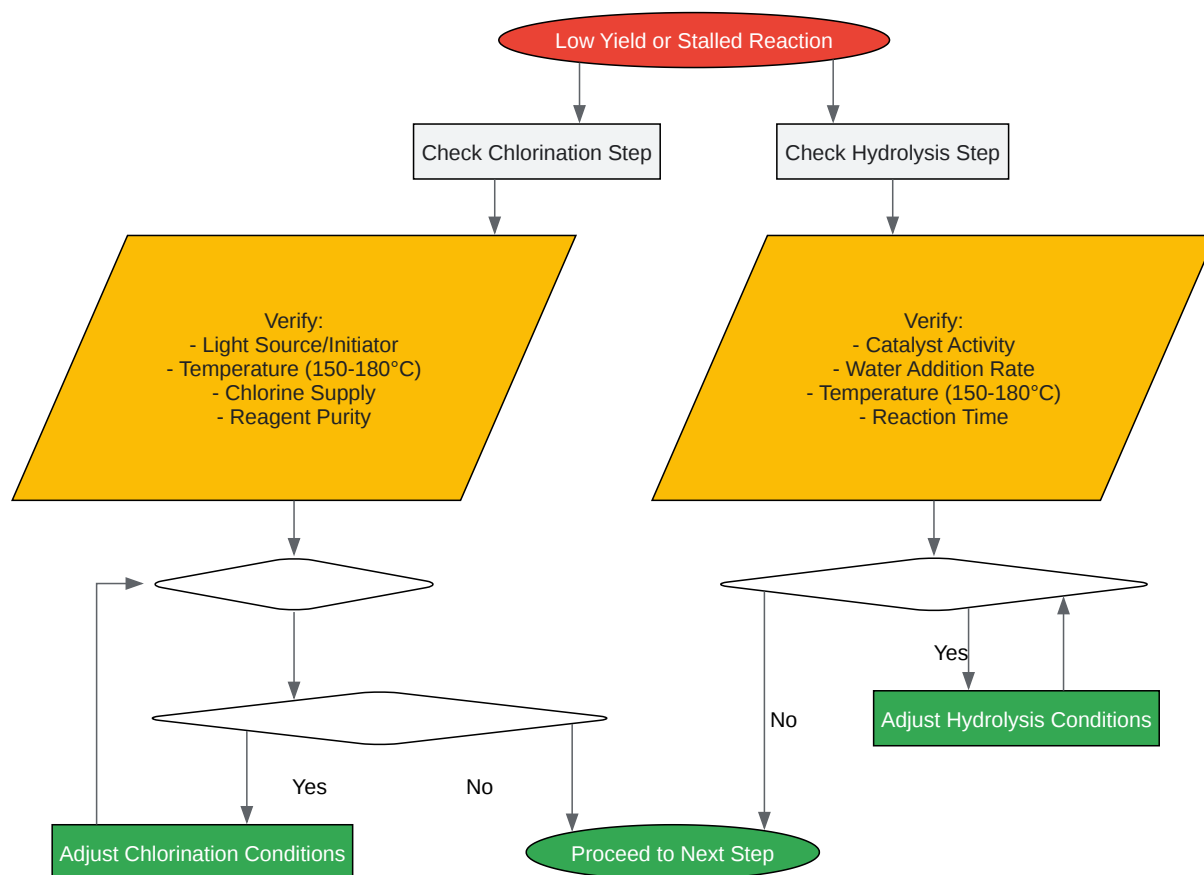 Low Yield or Stalled Reaction
Check Chlorination Step
Check Hydrolysis Step
Verify:
- Light Source/Initiator
- Temperature (150-180°C)
- Chlorine Supply
- Reagent Purity
Verify:
- Catalyst Activity
- Water Addition Rate
- Temperature (150-180°C)
- Reaction Time
Yes
No
Adjust Hydrolysis Conditions
Yes
No
Adjust Chlorination Conditions
Proceed to Next Step